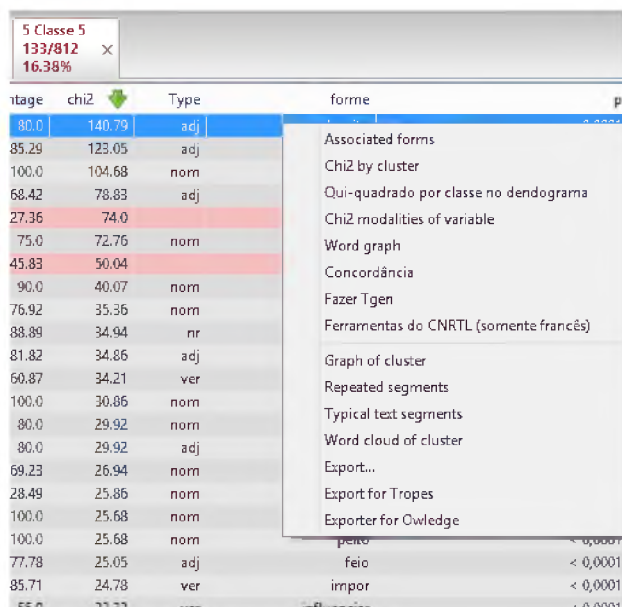 5 Classe 5
133/812
16.38%
ntage chi2 Type forme p
80.0 140.79 adj
85.29 123.05 adj
100.0 104.68 nom
68.42 78.83 adj
27.36 74.0
75.0 72.76 nom
45.83 50.04
90.0 40.07 nom
76.92 35.36 nom
88.89 34.94 nr
81.82 34.86 adj
60.87 34.21 ver
100.0 30.86 nom
80.0 29.92 nom
80.0 29.92 adj
69.23 26.94 nom
28.49 25.86 nom
100.0 25.68 nom
100.0 25.68 nom peito < 0,0001
77.78 25.05 adj feio < 0,0001
85.71 24.78 ver impor < 0,0001
Associated forms
Chi2 by cluster
Qui-quadrado por classe no dendograma
Chi2 modalities of variable
Word graph
Concordância
Fazer Tgen
Ferramentas do CNRTL (somente francês)
Graph of cluster
Repeated segments
Typical text segments
Word cloud of cluster
Export...
Export for Tropes
Exporter for Owledge